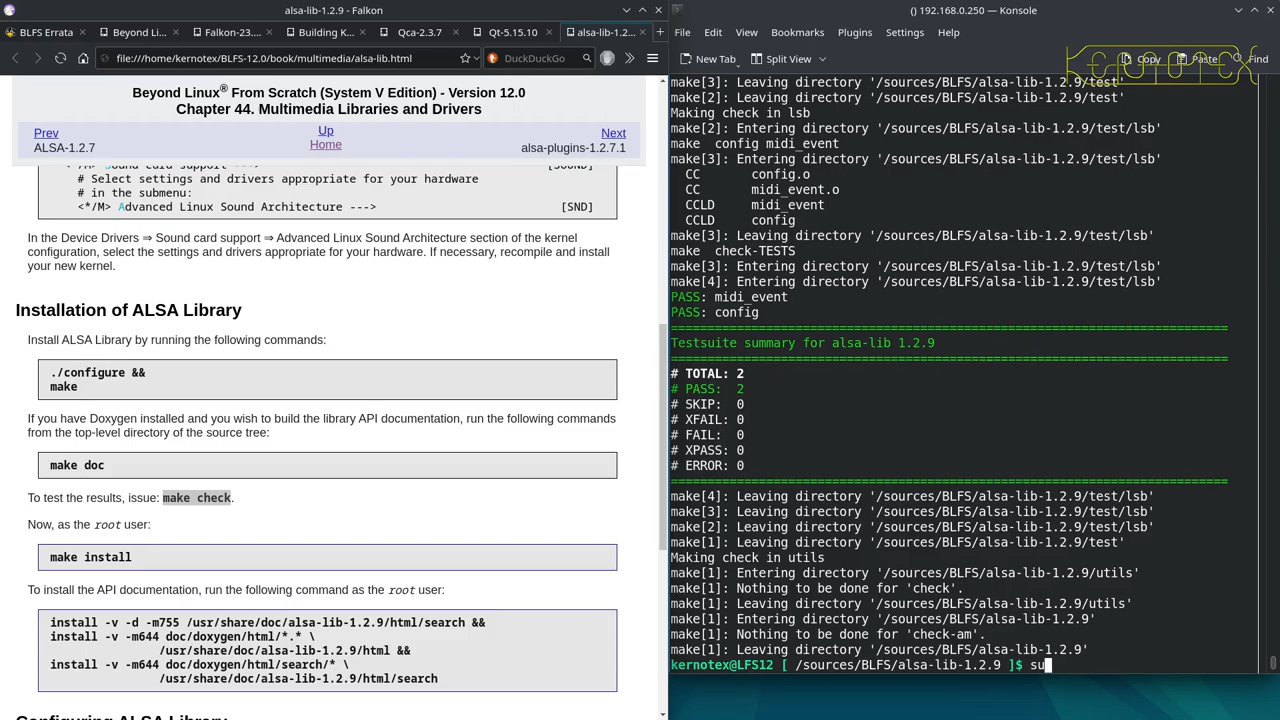 alsa-lib-1.2.9 - Falkon
BLFS Errata
Beyond Li...
Falkon-23....
Building K...
Qca-2.3.7
Qt-5.15.10
alsa-lib-1.2...
file:///home/kernotex/BLFS-12.0/book/multimedia/alsa-lib.html
DuckDuckGo
Beyond Linux® From Scratch (System V Edition) - Version 12.0
Chapter 44. Multimedia Libraries and Drivers
Prev
Up
Next
ALSA-1.2.7
Home
alsa-plugins-1.2.7.1
<*/M> Sound card support ---> [SOUND]
# Select settings and drivers appropriate for your hardware
# in the submenu:
<*/M> Advanced Linux Sound Architecture ---> [SND]
In the Device Drivers ⇒ Sound card support ⇒ Advanced Linux Sound Architecture section of the kernel
configuration, select the settings and drivers appropriate for your hardware. If necessary, recompile and install
your new kernel.
Installation of ALSA Library
Install ALSA Library by running the following commands:
./configure &&
make
If you have Doxygen installed and you wish to build the library API documentation, run the following commands
from the top-level directory of the source tree:
make doc
To test the results, issue: make check.
Now, as the root user:
make install
To install the API documentation, run the following command as the root user:
install -v -d -m755 /usr/share/doc/alsa-lib-1.2.9/html/search &&
install -v -m644 doc/doxygen/html/*.* \
/usr/share/doc/alsa-lib-1.2.9/html &&
install -v -m644 doc/doxygen/html/search/* \
/usr/share/doc/alsa-lib-1.2.9/html/search
Configuring ALSA Library
() 192.168.0.250 — Konsole
File Edit View Bookmarks Plugins Settings Help
New Tab
Split View
Copy
Paste
Find
Kernotex
make[3]: Leaving directory '/sources/BLFS/alsa-lib-1.2.9/test'
make[2]: Leaving directory '/sources/BLFS/alsa-lib-1.2.9/test'
Making check in lsb
make[2]: Entering directory '/sources/BLFS/alsa-lib-1.2.9/test/lsb'
make  config midi_event
make[3]: Entering directory '/sources/BLFS/alsa-lib-1.2.9/test/lsb'
CC       config.o
CC       midi_event.o
CCLD     midi_event
CCLD     config
make[3]: Leaving directory '/sources/BLFS/alsa-lib-1.2.9/test/lsb'
make  check-TESTS
make[3]: Entering directory '/sources/BLFS/alsa-lib-1.2.9/test/lsb'
make[4]: Entering directory '/sources/BLFS/alsa-lib-1.2.9/test/lsb'
PASS: midi_event
PASS: config
============================================================================
Testsuite summary for alsa-lib 1.2.9
============================================================================
# TOTAL: 2
# PASS:  2
# SKIP:  0
# XFAIL: 0
# FAIL:  0
# XPASS: 0
# ERROR: 0
============================================================================
make[4]: Leaving directory '/sources/BLFS/alsa-lib-1.2.9/test/lsb'
make[3]: Leaving directory '/sources/BLFS/alsa-lib-1.2.9/test/lsb'
make[2]: Leaving directory '/sources/BLFS/alsa-lib-1.2.9/test/lsb'
make[1]: Leaving directory '/sources/BLFS/alsa-lib-1.2.9/test'
Making check in utils
make[1]: Entering directory '/sources/BLFS/alsa-lib-1.2.9/utils'
make[1]: Nothing to be done for 'check'.
make[1]: Leaving directory '/sources/BLFS/alsa-lib-1.2.9/utils'
make[1]: Entering directory '/sources/BLFS/alsa-lib-1.2.9'
make[1]: Nothing to be done for 'check-am'.
make[1]: Leaving directory '/sources/BLFS/alsa-lib-1.2.9'
kernotex@LFS12 [ /sources/BLFS/alsa-lib-1.2.9 ]$ su